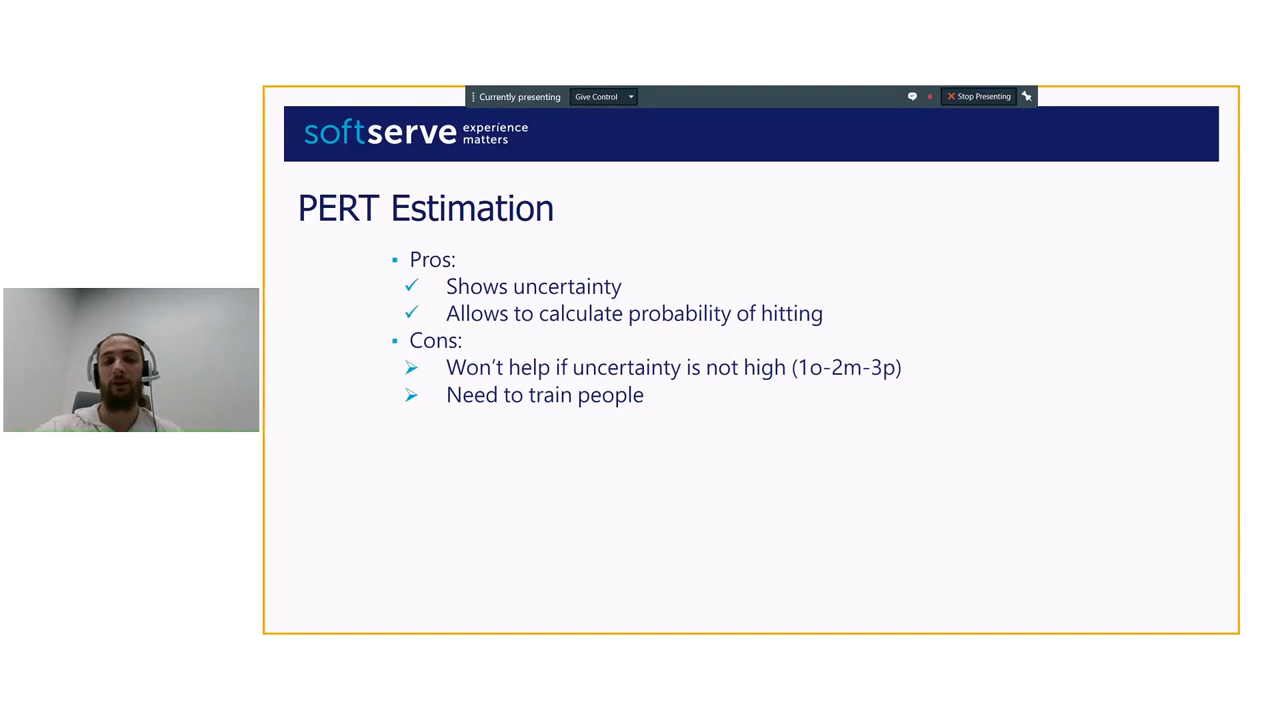 Currently presenting Give Control Stop Presenting
softserve experience matters
PERT Estimation
Pros:
Shows uncertainty
Allows to calculate probability of hitting
Cons:
Won't help if uncertainty is not high (1o-2m-3p)
Need to train people